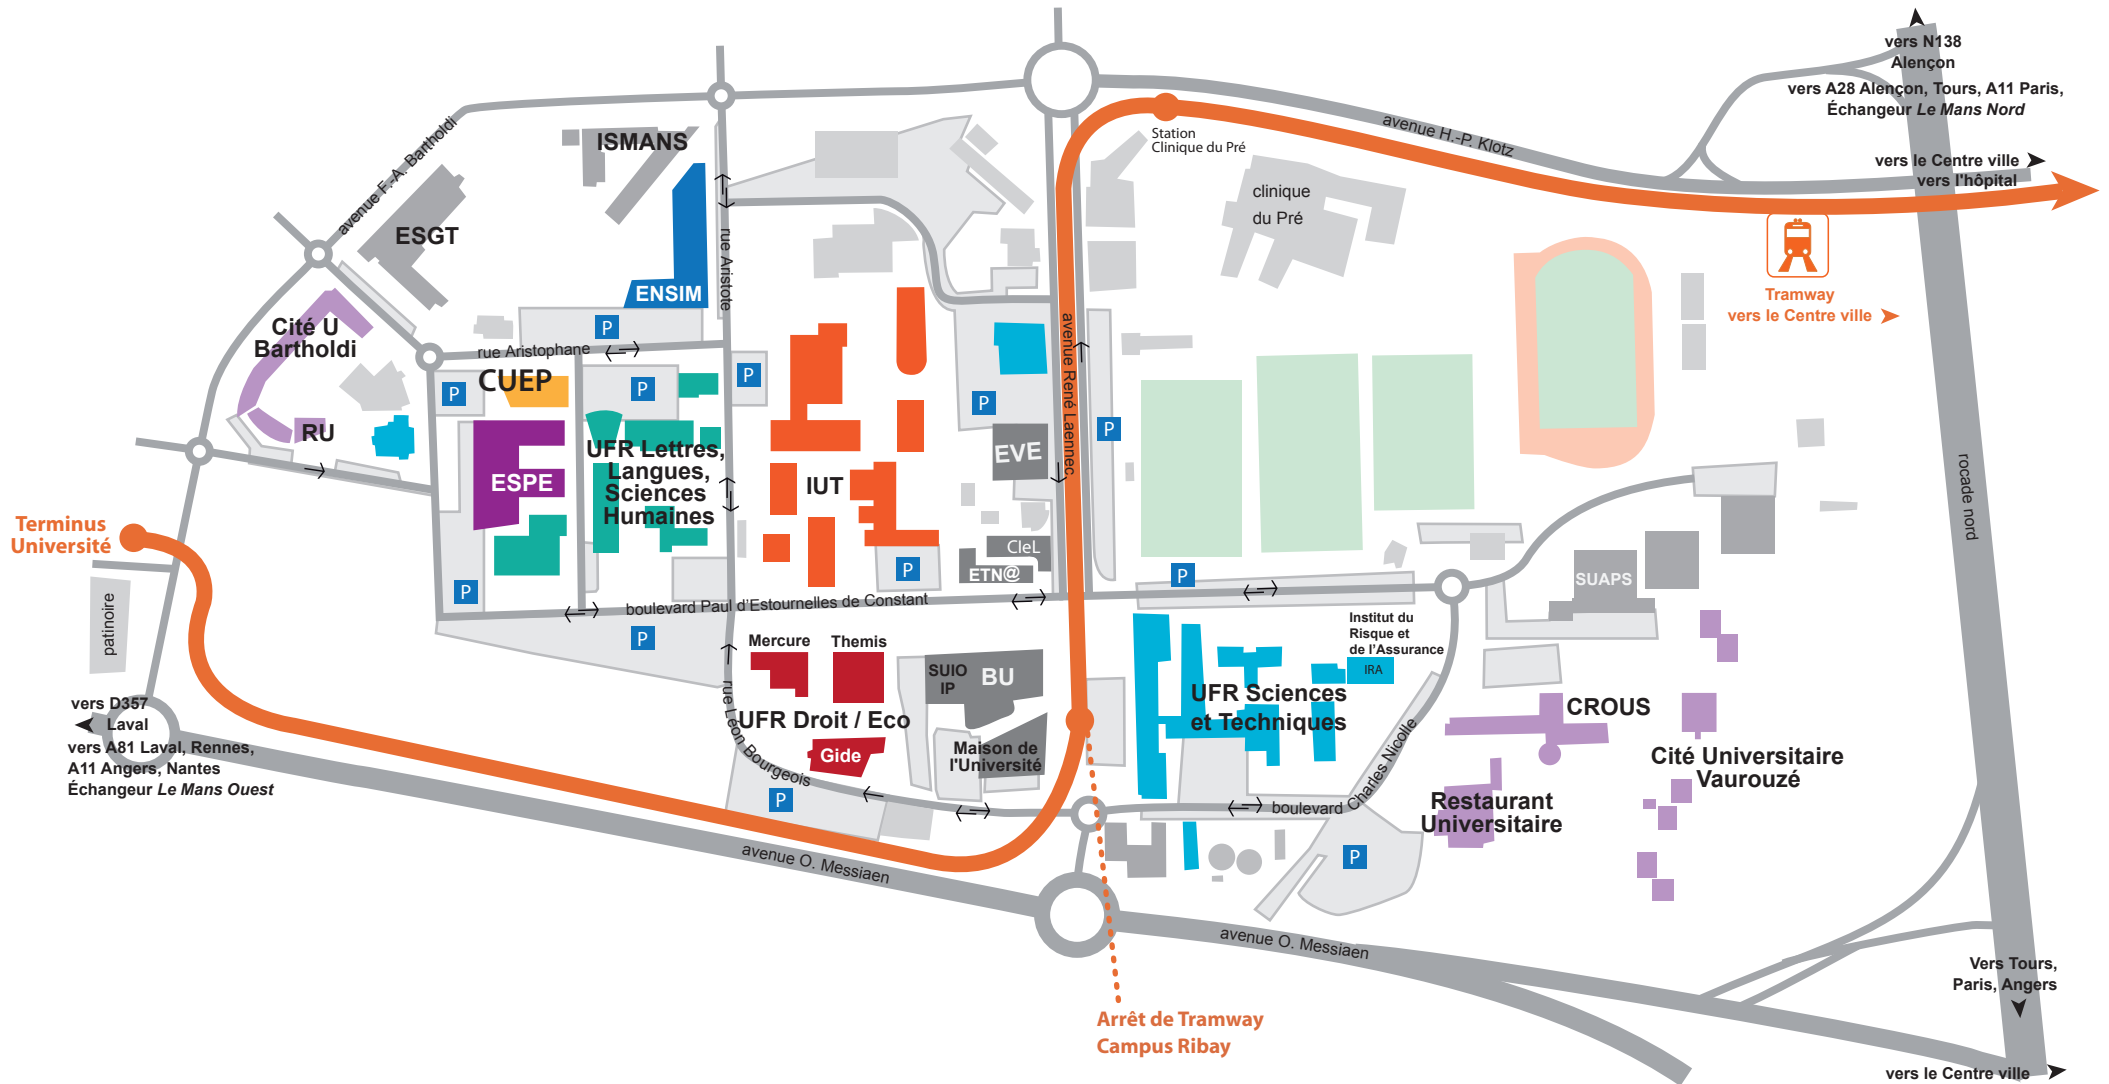 vers N138
Alençon
vers A28 Alençon, Tours, A11 Paris,
Échangeur Le Mans Nord
avenue H.-P. Klotz
Station
Clinique du Pré
vers le Centre ville
vers l'hôpital
avenue F.-A. Bartholdi
ISMANS
ESGT
clinique
du Pré
rue Aristote
ENSIM
Tramway
vers le Centre ville
Cité U
Bartholdi
P
rue Aristophane
avenue René Laennec
CUEP
P
P
P
P
P
RU
EVE
ESPE
UFR Lettres,
Langues,
Sciences
Humaines
IUT
rocade nord
Terminus
Université
CleL
ETN@
P
P
P
SUAPS
patinoire
boulevard Paul d'Estournelles de Constant
P
Mercure
Themis
Institut du
Risque et
de l'Assurance
IRA
SUIO
IP
BU
rue Léon Bourgeois
UFR Droit / Eco
UFR Sciences
et Techniques
CROUS
vers D357
Laval
vers A81 Laval, Rennes,
A11 Angers, Nantes
Échangeur Le Mans Ouest
Gide
Maison de
l'Université
Cité Universitaire
Vaurouzé
P
boulevard Charles Nicolle
Restaurant
Universitaire
P
avenue O. Messiaen
avenue O. Messiaen
Vers Tours,
Paris, Angers
Arrêt de Tramway
Campus Ribay
vers le Centre ville